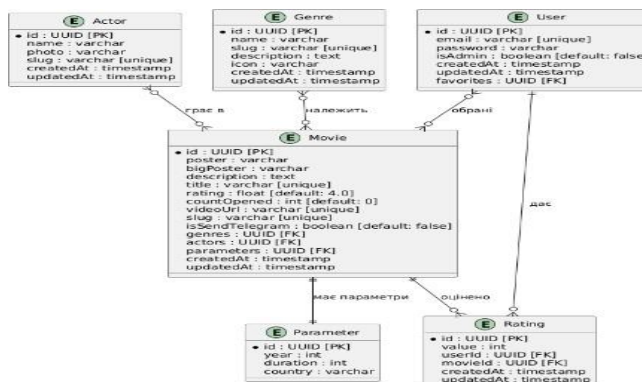 E Actor
id : UUID [PK]
name : varchar
photo : varchar
slug : varchar [unique]
createdAt : timestamp
updatedAt : timestamp
E Genre
id : UUID [PK]
name : varchar
slug : varchar [unique]
description : text
icon : varchar
createdAt : timestamp
updatedAt : timestamp
E User
id : UUID [PK]
email : varchar [unique]
password : varchar
isAdmin : boolean [default: false]
createdAt : timestamp
updatedAt : timestamp
favorites : UUID [FK]
грає в
належить
обрані
E Movie
id : UUID [PK]
poster : varchar
bigPoster : varchar
description : text
title : varchar [unique]
rating : float [default: 4.0]
countOpened : int [default: 0]
videoUrl : varchar [unique]
slug : varchar [unique]
isSendTelegram : boolean [default: false]
genres : UUID [FK]
actors : UUID [FK]
parameters : UUID [FK]
createdAt : timestamp
updatedAt : timestamp
дає
має параметри
оцінено
E Parameter
id : UUID [PK]
year : int
duration : int
country : varchar
E Rating
id : UUID [PK]
value : int
userId : UUID [FK]
movieId : UUID [FK]
createdAt : timestamp
updatedAt : timestamp